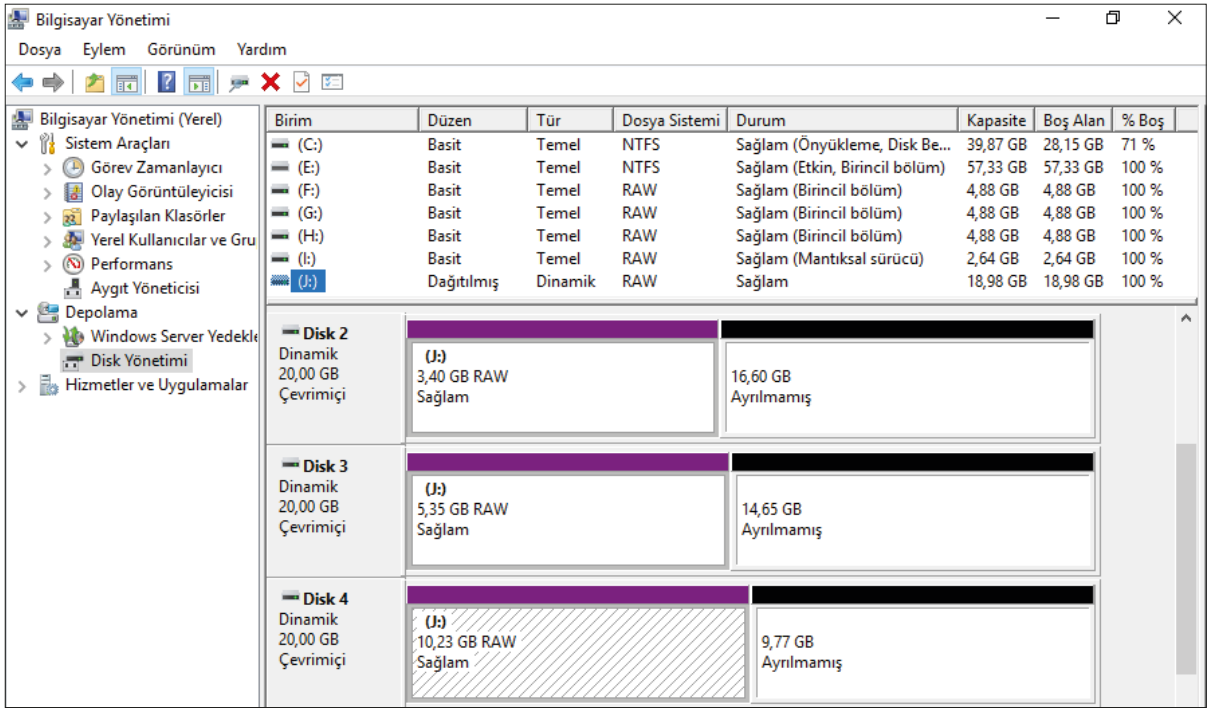 Bilgisayar Yönetimi
Dosya Eylem Görünüm Yardım
Bilgisayar Yönetimi (Yerel)
Sistem Araçları
Görev Zamanlayıcı
Olay Görüntüleyicisi
Paylaşılan Klasörler
Yerel Kullanıcılar ve Gru
Performans
Aygıt Yöneticisi
Depolama
Windows Server Yedekle
Disk Yönetimi
Hizmetler ve Uygulamalar
Birim Düzen Tür Dosya Sistemi Durum Kapasite Boş Alan % Boş
(C:) Basit Temel NTFS Sağlam (Önyükleme, Disk Be... 39,87 GB 28,15 GB 71 %
(E:) Basit Temel NTFS Sağlam (Etkin, Birincil bölüm) 57,33 GB 57,33 GB 100 %
(F:) Basit Temel RAW Sağlam (Birincil bölüm) 4,88 GB 4,88 GB 100 %
(G:) Basit Temel RAW Sağlam (Birincil bölüm) 4,88 GB 4,88 GB 100 %
(H:) Basit Temel RAW Sağlam (Birincil bölüm) 4,88 GB 4,88 GB 100 %
(I:) Basit Temel RAW Sağlam (Mantıksal sürücü) 2,64 GB 2,64 GB 100 %
(J:) Dağıtılmış Dinamik RAW Sağlam 18,98 GB 18,98 GB 100 %
Disk 2
Dinamik
20,00 GB
Çevrimiçi
(J:)
3,40 GB RAW
Sağlam
16,60 GB
Ayrılmamış
Disk 3
Dinamik
20,00 GB
Çevrimiçi
(J:)
5,35 GB RAW
Sağlam
14,65 GB
Ayrılmamış
Disk 4
Dinamik
20,00 GB
Çevrimiçi
(J:)
10,23 GB RAW
Sağlam
9,77 GB
Ayrılmamış